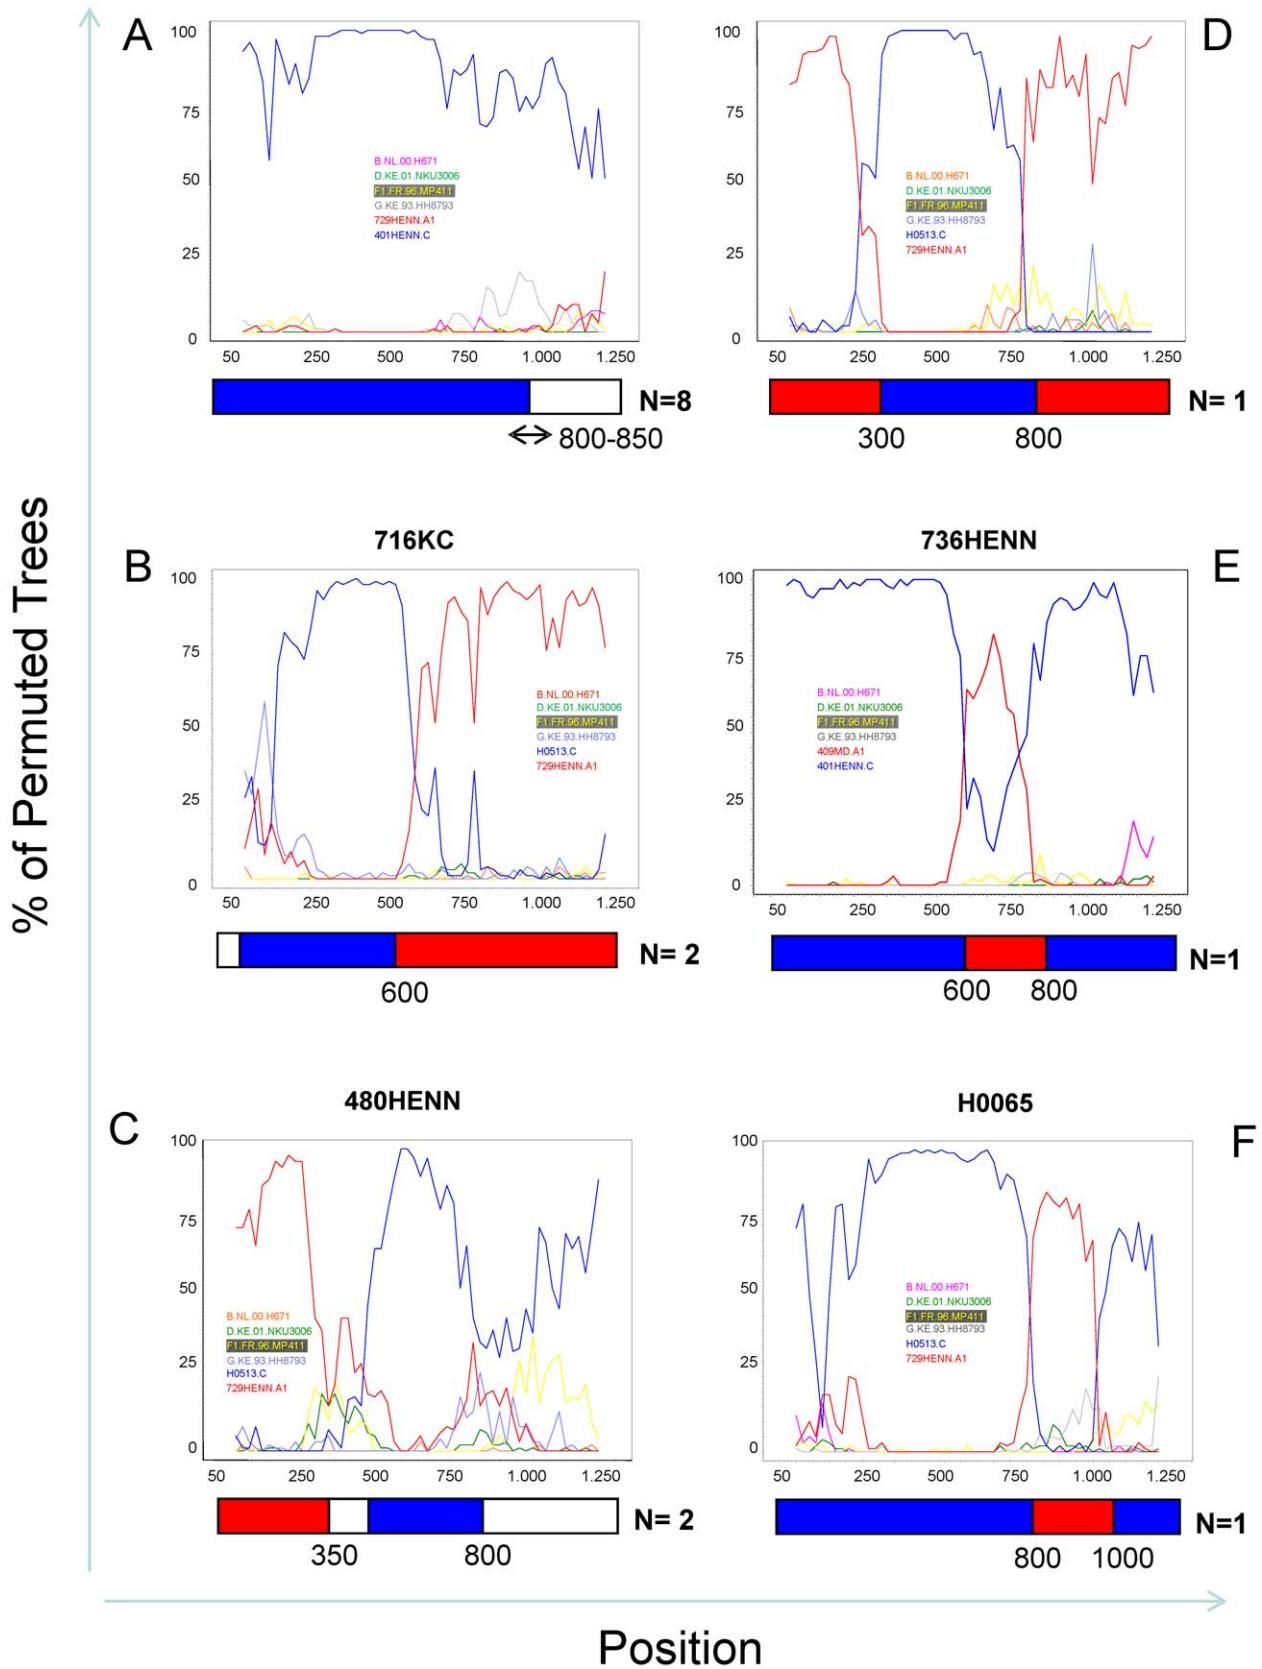 % of Permuted Trees
A
100
75
50
25
0
B.NL.00.H671
D.KE.01.NKU3006
F1.FR.96.MP411
G.KE.93.HH8793
729HENN.A1
401HENN.C
50 250 500 750 1.000 1.250
N=8
800-850
D
100
75
50
25
0
B.NL.00.H671
D.KE.01.NKU3006
F1.FR.96.MP411
G.KE.93.HH8793
H0513.C
729HENN.A1
50 250 500 750 1.000 1.250
N= 1
300 800
716KC
B
100
75
50
25
0
B.NL.00.H671
D.KE.01.NKU3006
F1.FR.96.MP411
G.KE.93.HH8793
H0513.C
729HENN.A1
50 250 500 750 1.000 1.250
N= 2
600
736HENN
E
100
75
50
25
0
B.NL.00.H671
D.KE.01.NKU3006
F1.FR.96.MP411
G.KE.93.HH8793
409MD.A1
401HENN.C
50 250 500 750 1.000 1.250
N=1
600 800
480HENN
C
100
75
50
25
0
B.NL.00.H671
D.KE.01.NKU3006
F1.FR.96.MP411
G.KE.93.HH8793
H0513.C
729HENN.A1
50 250 500 750 1.000 1.250
N= 2
350 800
H0065
F
100
75
50
25
0
B.NL.00.H671
D.KE.01.NKU3006
F1.FR.96.MP411
G.KE.93.HH8793
H0513.C
729HENN.A1
50 250 500 750 1.000 1.250
N=1
800 1000
Position